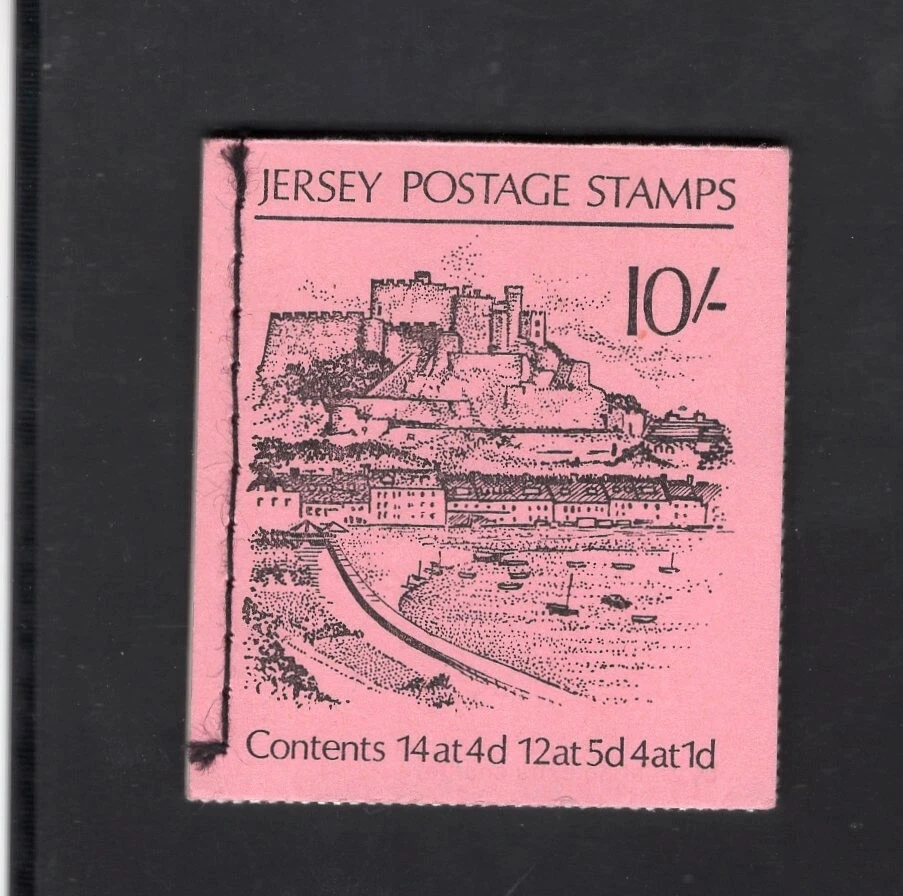 JERSEY POSTAGE STAMPS
10/-
Contents 14 at 4d 12 at 5d 4 at 1d